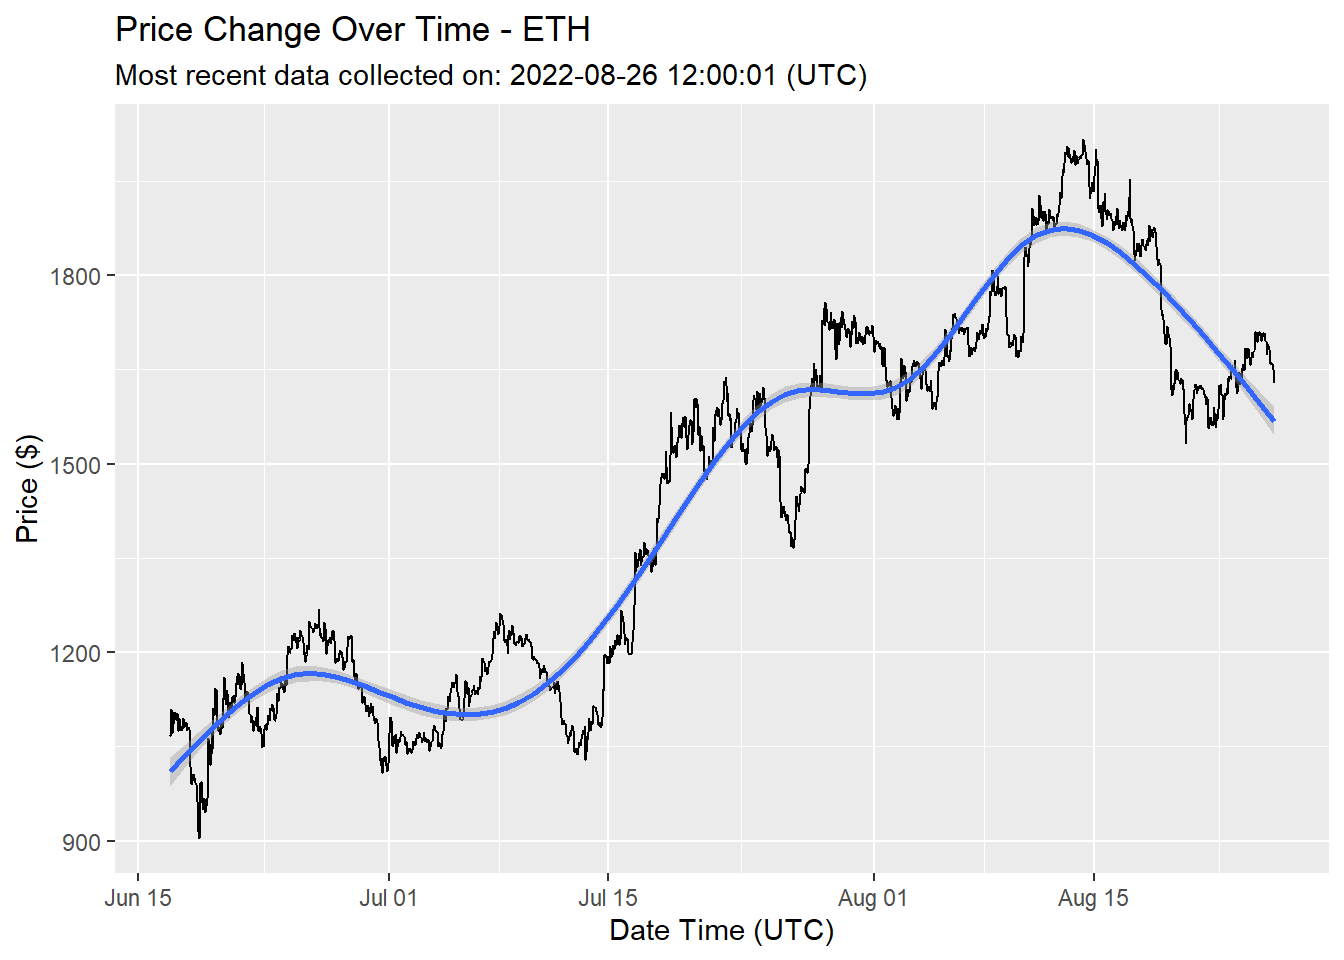 Price Change Over Time - ETH
Most recent data collected on: 2022-08-26 12:00:01 (UTC)
Price ($)
1800
1500
1200
900
Jun 15
Jul 01
Jul 15
Aug 01
Aug 15
Date Time (UTC)